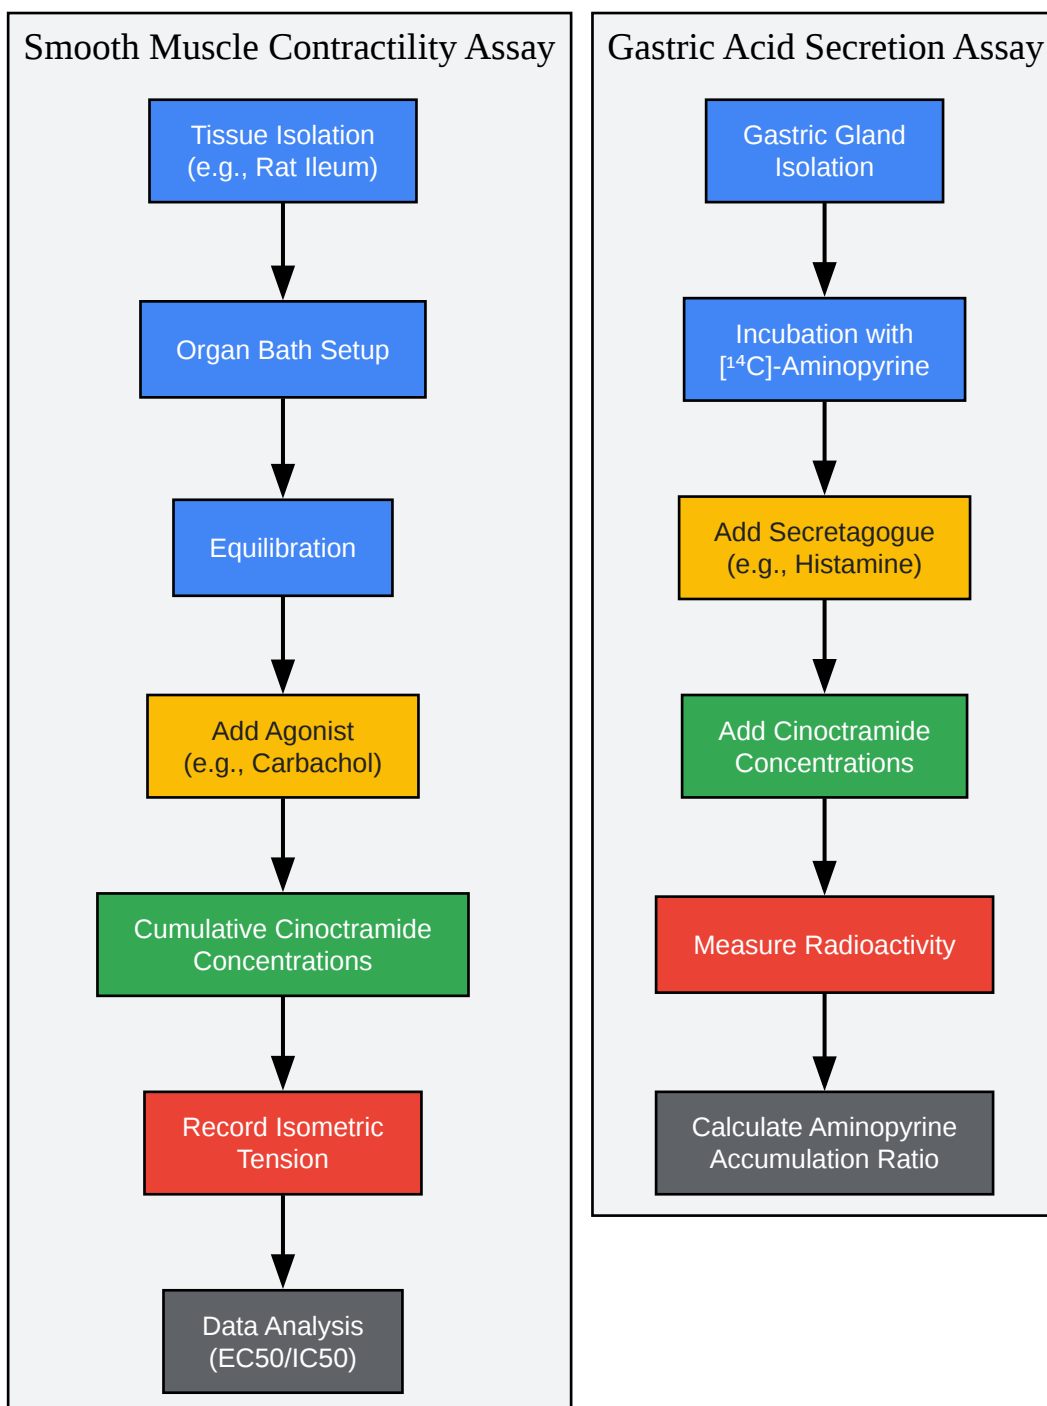 Smooth Muscle Contractility Assay
Tissue Isolation
(e.g., Rat Ileum)
Organ Bath Setup
Equilibration
Add Agonist
(e.g., Carbachol)
Cumulative Cinoctramide
Concentrations
Record Isometric
Tension
Data Analysis
(EC50/IC50)
Gastric Acid Secretion Assay
Gastric Gland
Isolation
Incubation with
[¹⁴C]-Aminopyrine
Add Secretagogue
(e.g., Histamine)
Add Cinoctramide
Concentrations
Measure Radioactivity
Calculate Aminopyrine
Accumulation Ratio